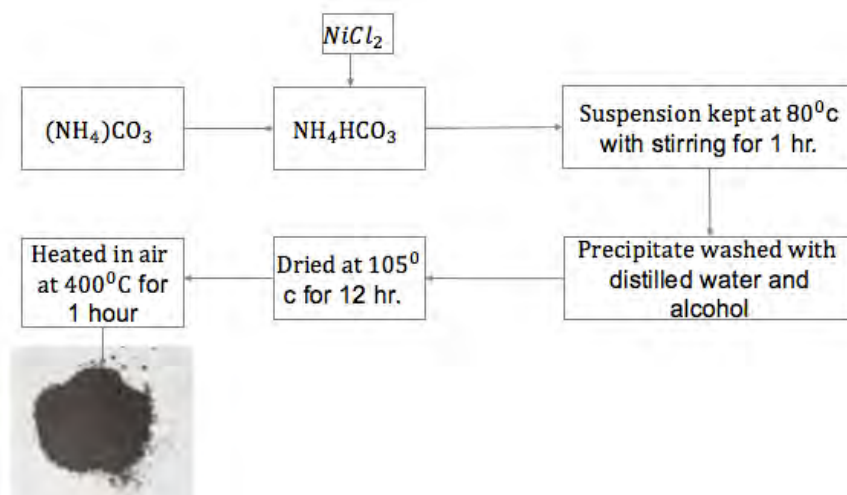 NiCl₂
(NH₄)CO₃
NH₄HCO₃
Suspension kept at 80⁰c
with stirring for 1 hr.
Precipitate washed with
distilled water and
alcohol
Dried at 105⁰
c for 12 hr.
Heated in air
at 400⁰C for
1 hour